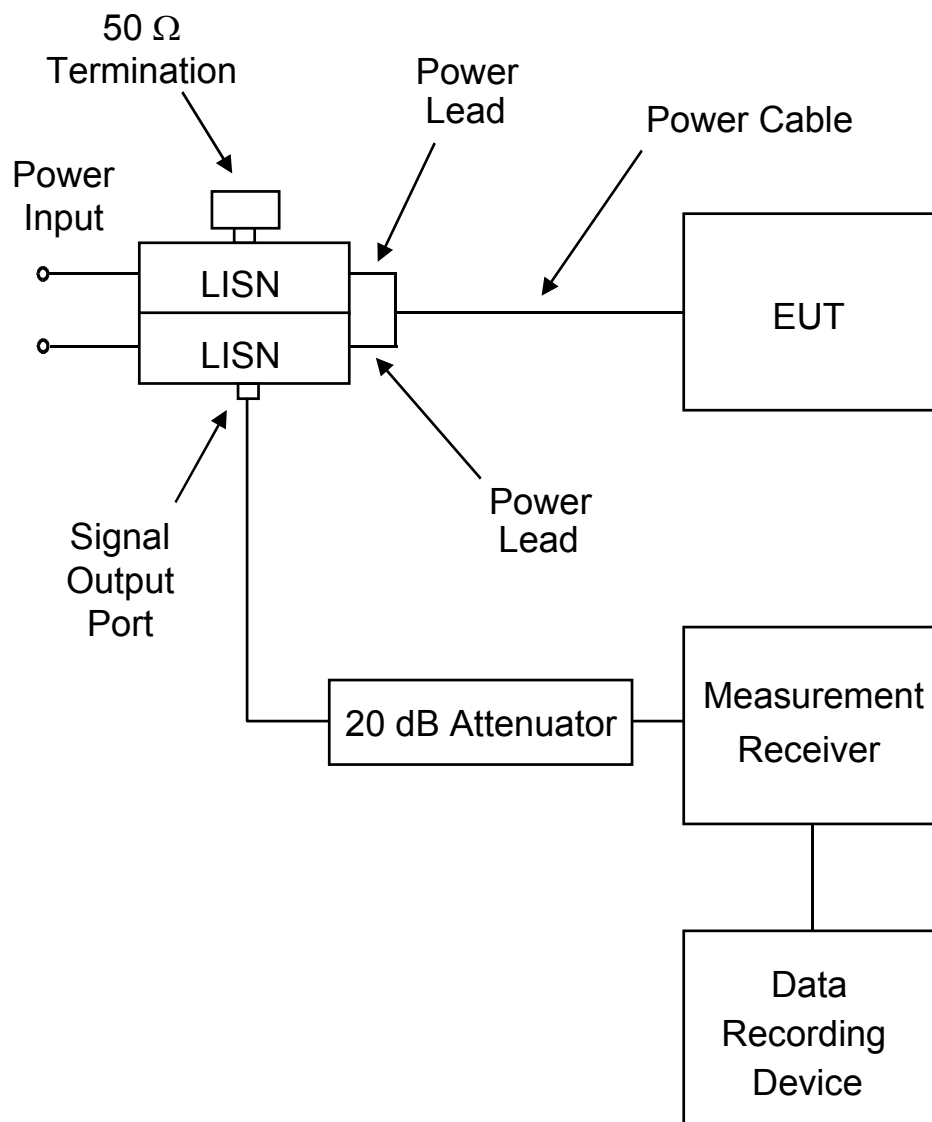 50 Ω
Termination
Power
Lead
Power Cable
Power
Input
LISN
LISN
EUT
Signal
Output
Port
Power
Lead
20 dB Attenuator
Measurement
Receiver
Data
Recording
Device